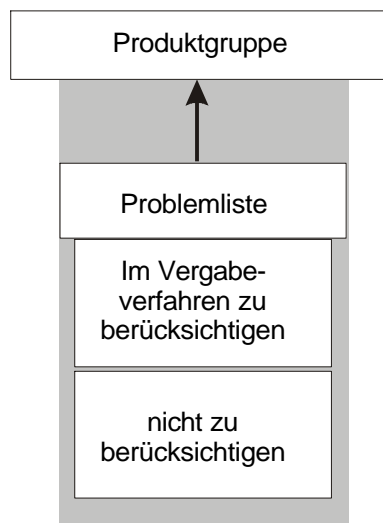 Produktgruppe
Problemliste
Im Vergabe-
verfahren zu
berücksichtigen
nicht zu
berücksichtigen